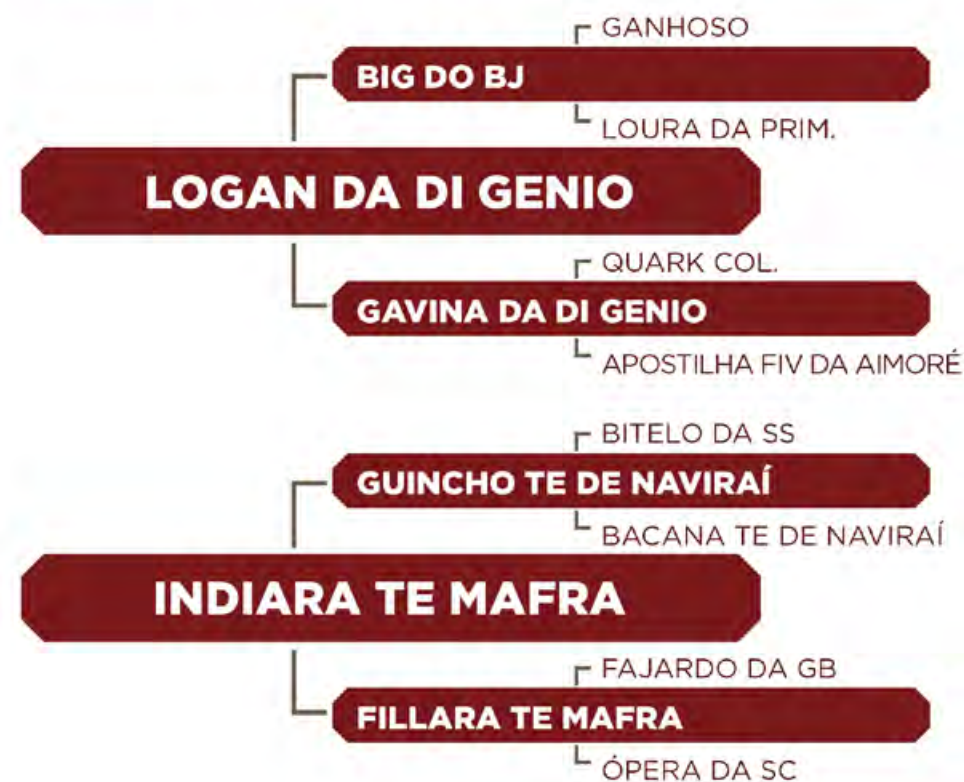 GANHOSO
BIG DO BJ
LOURA DA PRIM.
LOGAN DA DI GENIO
QUARK COL.
GAVINA DA DI GENIO
APOSTILHA FIV DA AIMORÉ
BITELO DA SS
GUINCHO TE DE NAVIRAÍ
BACANA TE DE NAVIRAÍ
INDIARA TE MAFRA
FAJARDO DA GB
FILLARA TE MAFRA
ÓPERA DA SC